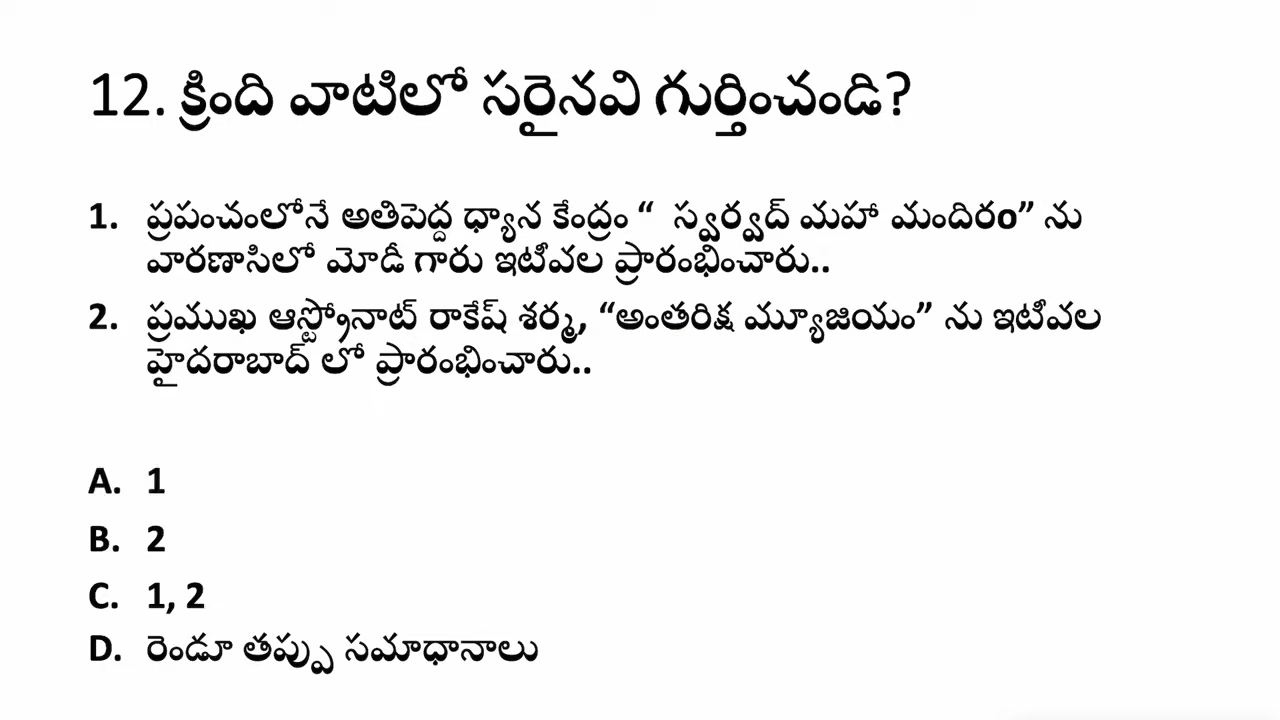 12. క్రింది వాటిలో సరైనవి గుర్తించండి?
1. ప్రపంచంలోనే అతిపెద్ద ధ్యాన కేంద్రం “ స్వర్వద్ మహా మందిరం” ను
వారణాసిలో మోడీ గారు ఇటీవల ప్రారంభించారు..
2. ప్రముఖ ఆస్ట్రోనాట్ రాకేష్ శర్మ, “అంతరిక్ష మ్యూజియం” ను ఇటీవల
హైదరాబాద్ లో ప్రారంభించారు..
A. 1
B. 2
C. 1, 2
D. రెండూ తప్పు సమాధానాలు